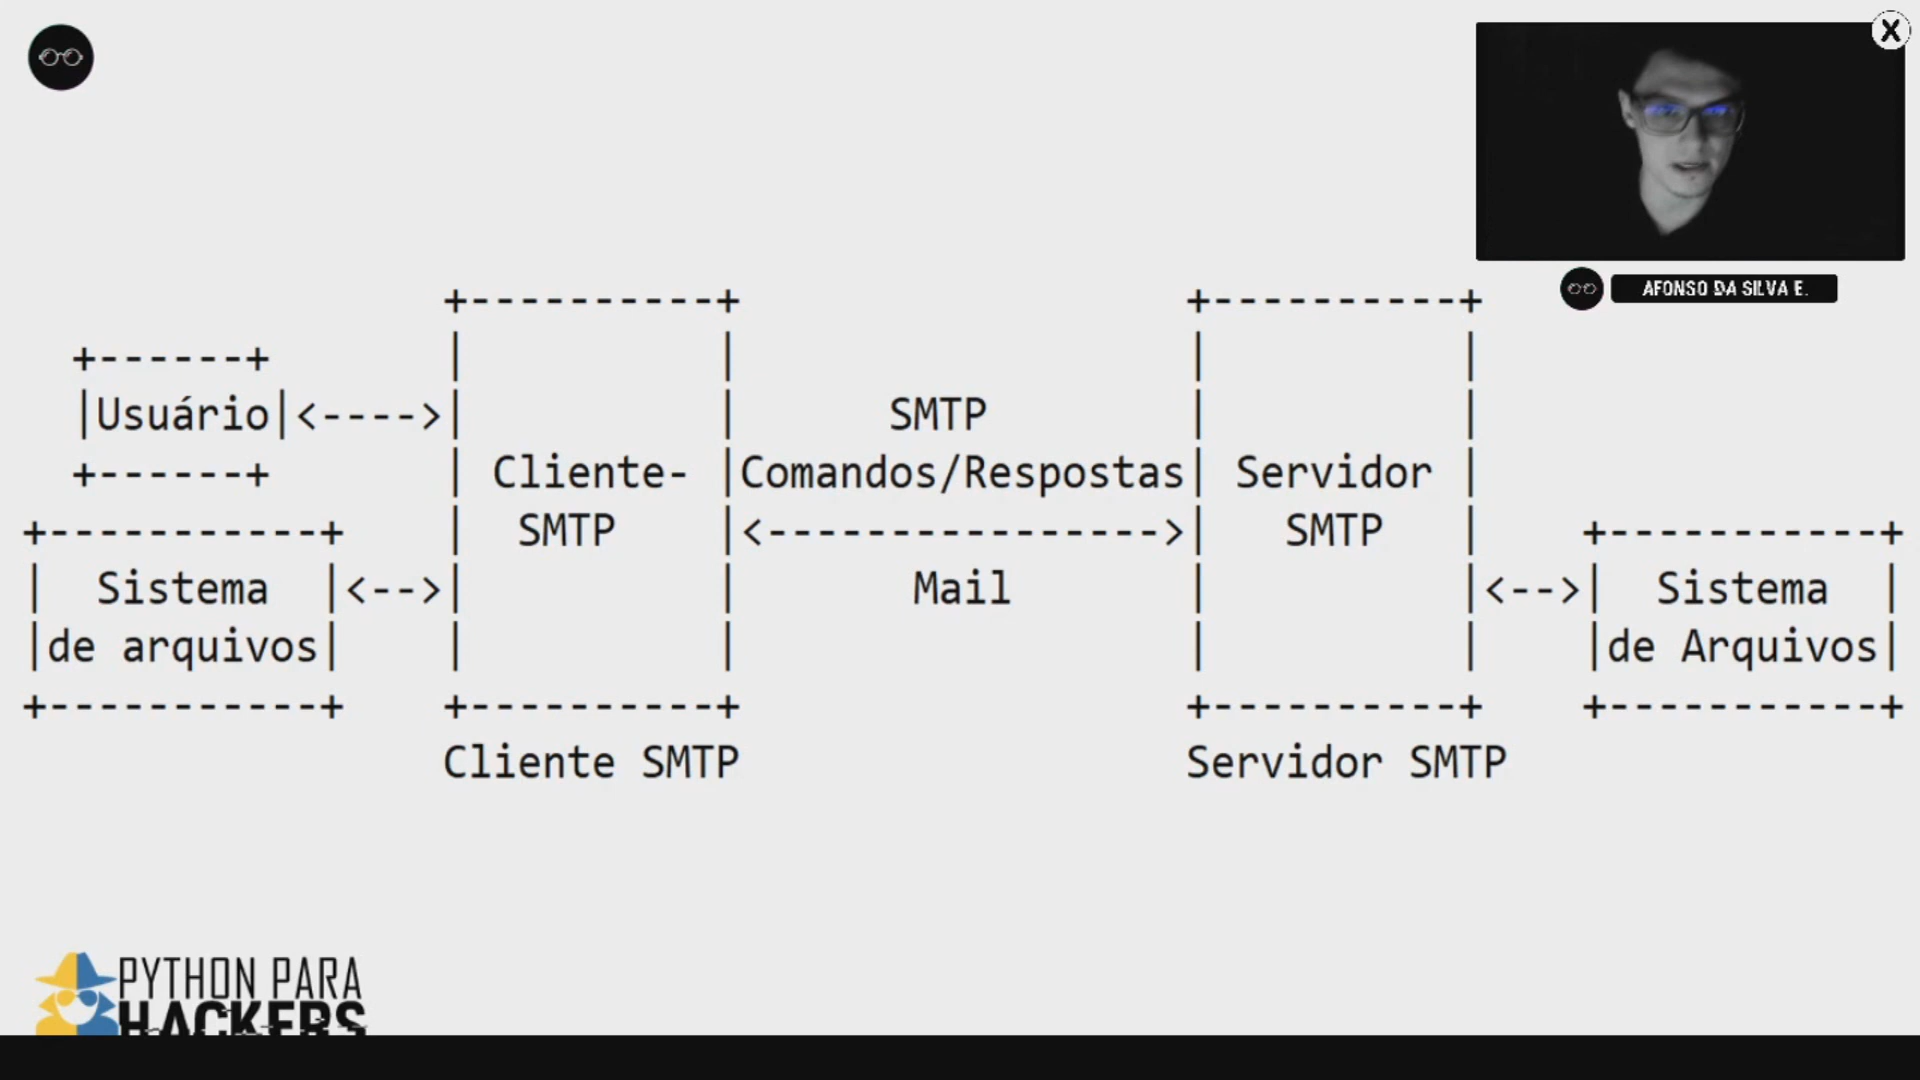 X
AFONSO DA SILVA E.
+----------+ +----------+
+------+ | | | |
|Usuário|<---->| | SMTP | |
+------+ | Cliente- |Comandos/Respostas| Servidor |
+-----------+ | SMTP |<---------------->| SMTP | +-----------+
| Sistema |<-->| | Mail | |<-->| Sistema |
|de arquivos| | | | | |de Arquivos|
+-----------+ +----------+ +----------+ +-----------+
Cliente SMTP Servidor SMTP
PYTHON PARA
HACKERS